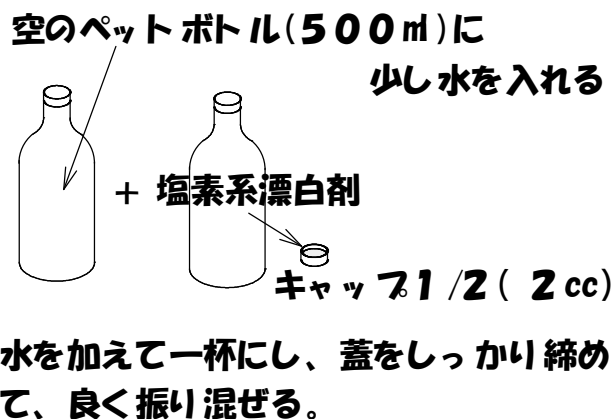 空のペットボトル(５００㎖)に
少し水を入れる
＋ 塩素系漂白剤
キャップ１/２( ２cc)
水を加えて一杯にし、蓋をしっかり締め
て、良く振り混ぜる。